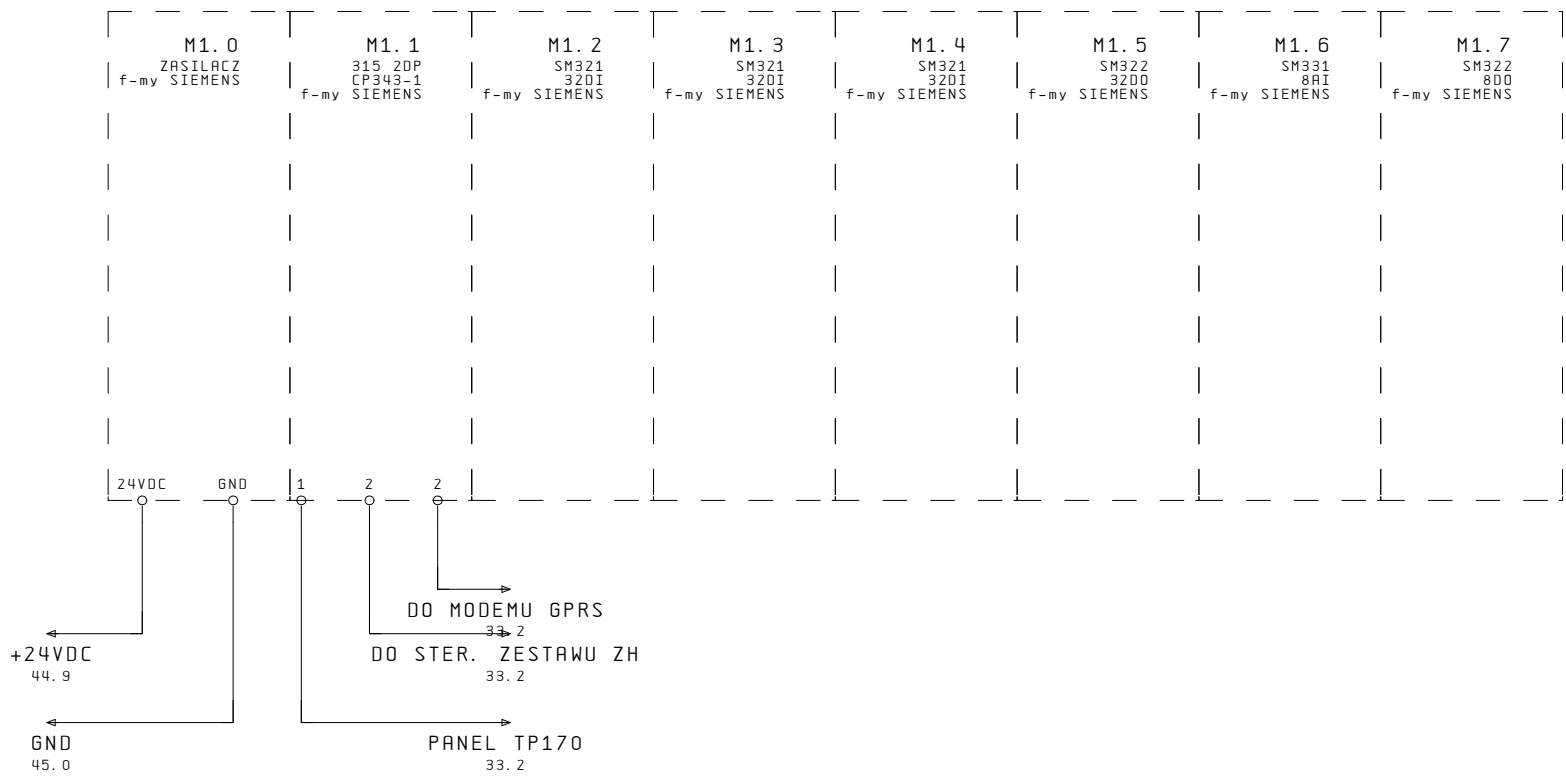 M1.0
ZASILACZ
f-my SIEMENS
M1.1
315 2DP
CP343-1
f-my SIEMENS
M1.2
SM321
32DI
f-my SIEMENS
M1.3
SM321
32DI
f-my SIEMENS
M1.4
SM321
32DI
f-my SIEMENS
M1.5
SM322
32DO
f-my SIEMENS
M1.6
SM331
8AI
f-my SIEMENS
M1.7
SM322
8DO
f-my SIEMENS
24VDC GND 1 2 2
DO MODEMU GPRS
33.2
+24VDC
44.9
DO STER. ZESTAWU ZH
33.2
GND
45.0
PANEL TP170
33.2